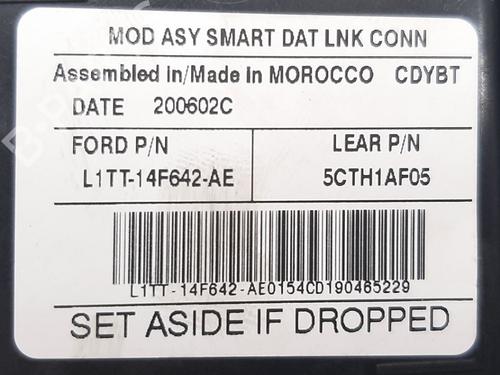 MOD ASY SMART DAT LNK CONN
Assembled in/Made in MOROCCO CDYBT
DATE 200602C
FORD P/N LEAR P/N
L1TT-14F642-AE 5CTH1AF05
L1TT-14F642-AE0154CD190465229
SET ASIDE IF DROPPED